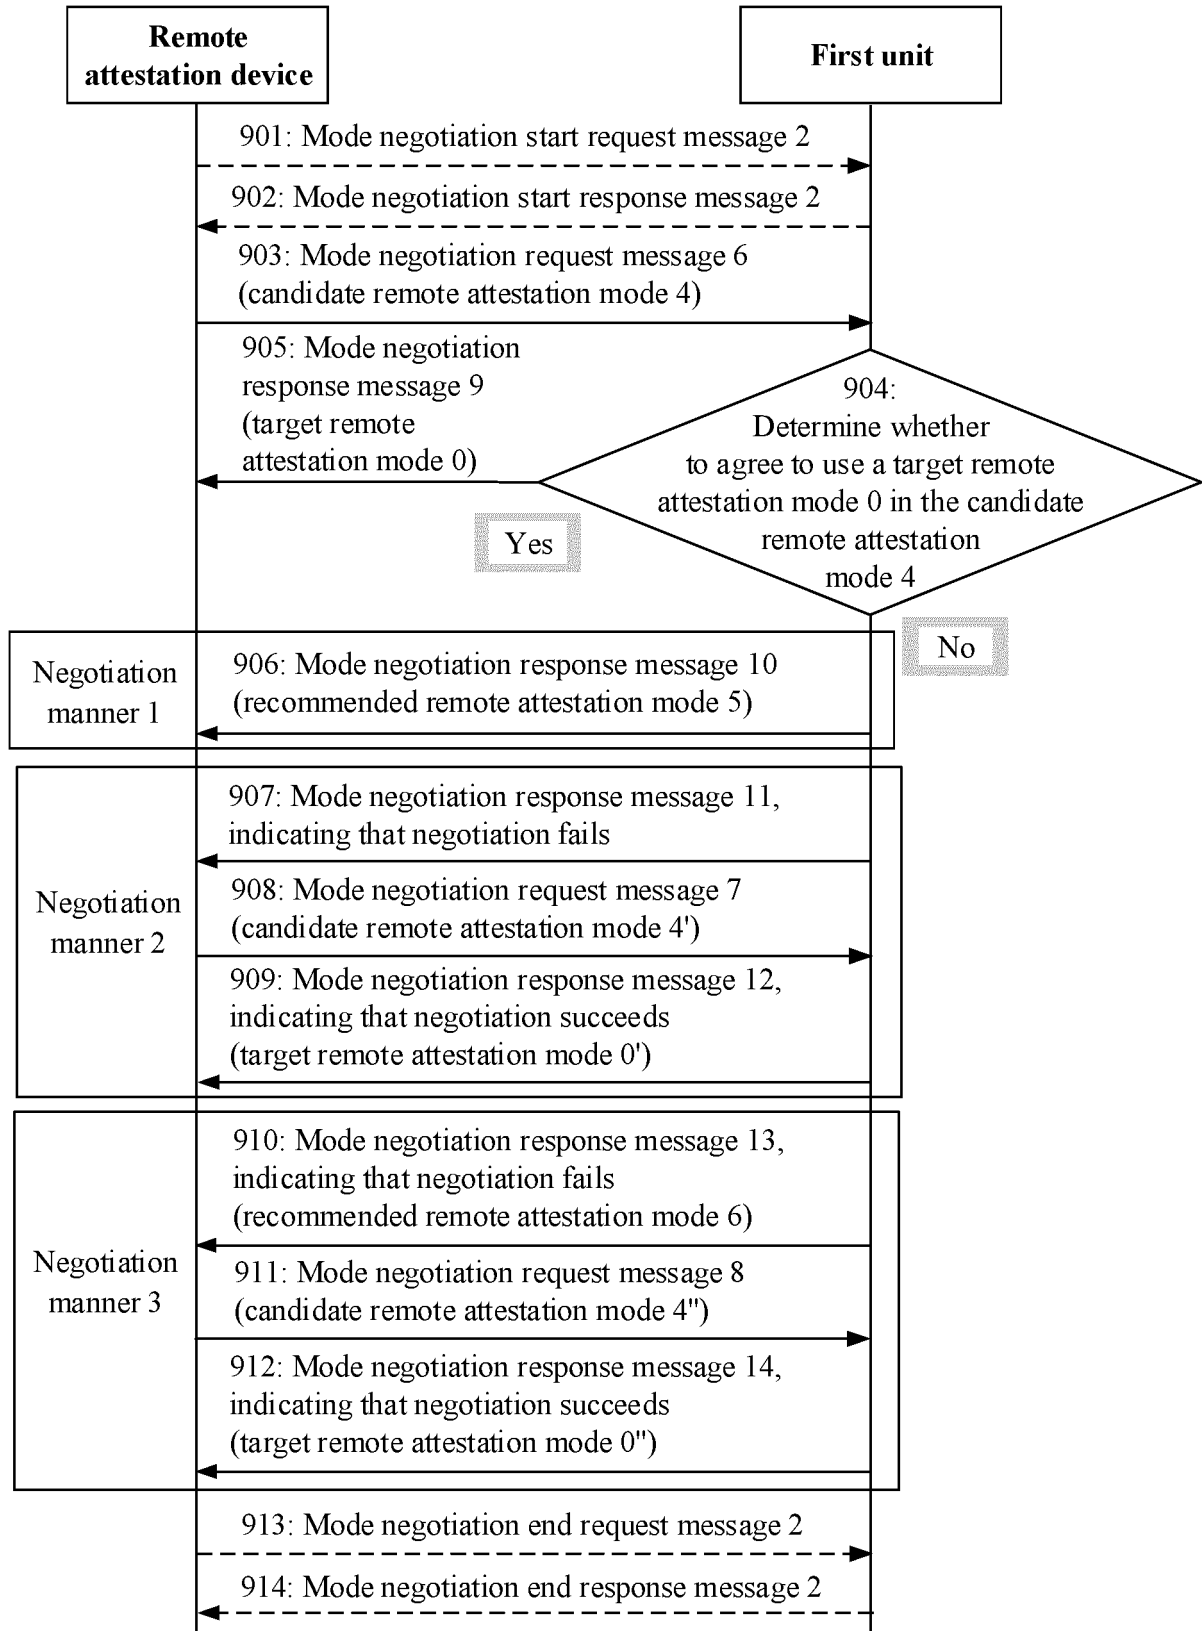 Remote
attestation device
First unit
901: Mode negotiation start request message 2
902: Mode negotiation start response message 2
903: Mode negotiation request message 6
(candidate remote attestation mode 4)
905: Mode negotiation
response message 9
(target remote
attestation mode 0)
904:
Determine whether
to agree to use a target remote
attestation mode 0 in the candidate
remote attestation
mode 4
Yes
No
Negotiation
manner 1
906: Mode negotiation response message 10
(recommended remote attestation mode 5)
Negotiation
manner 2
907: Mode negotiation response message 11,
indicating that negotiation fails
908: Mode negotiation request message 7
(candidate remote attestation mode 4')
909: Mode negotiation response message 12,
indicating that negotiation succeeds
(target remote attestation mode 0')
Negotiation
manner 3
910: Mode negotiation response message 13,
indicating that negotiation fails
(recommended remote attestation mode 6)
911: Mode negotiation request message 8
(candidate remote attestation mode 4")
912: Mode negotiation response message 14,
indicating that negotiation succeeds
(target remote attestation mode 0")
913: Mode negotiation end request message 2
914: Mode negotiation end response message 2